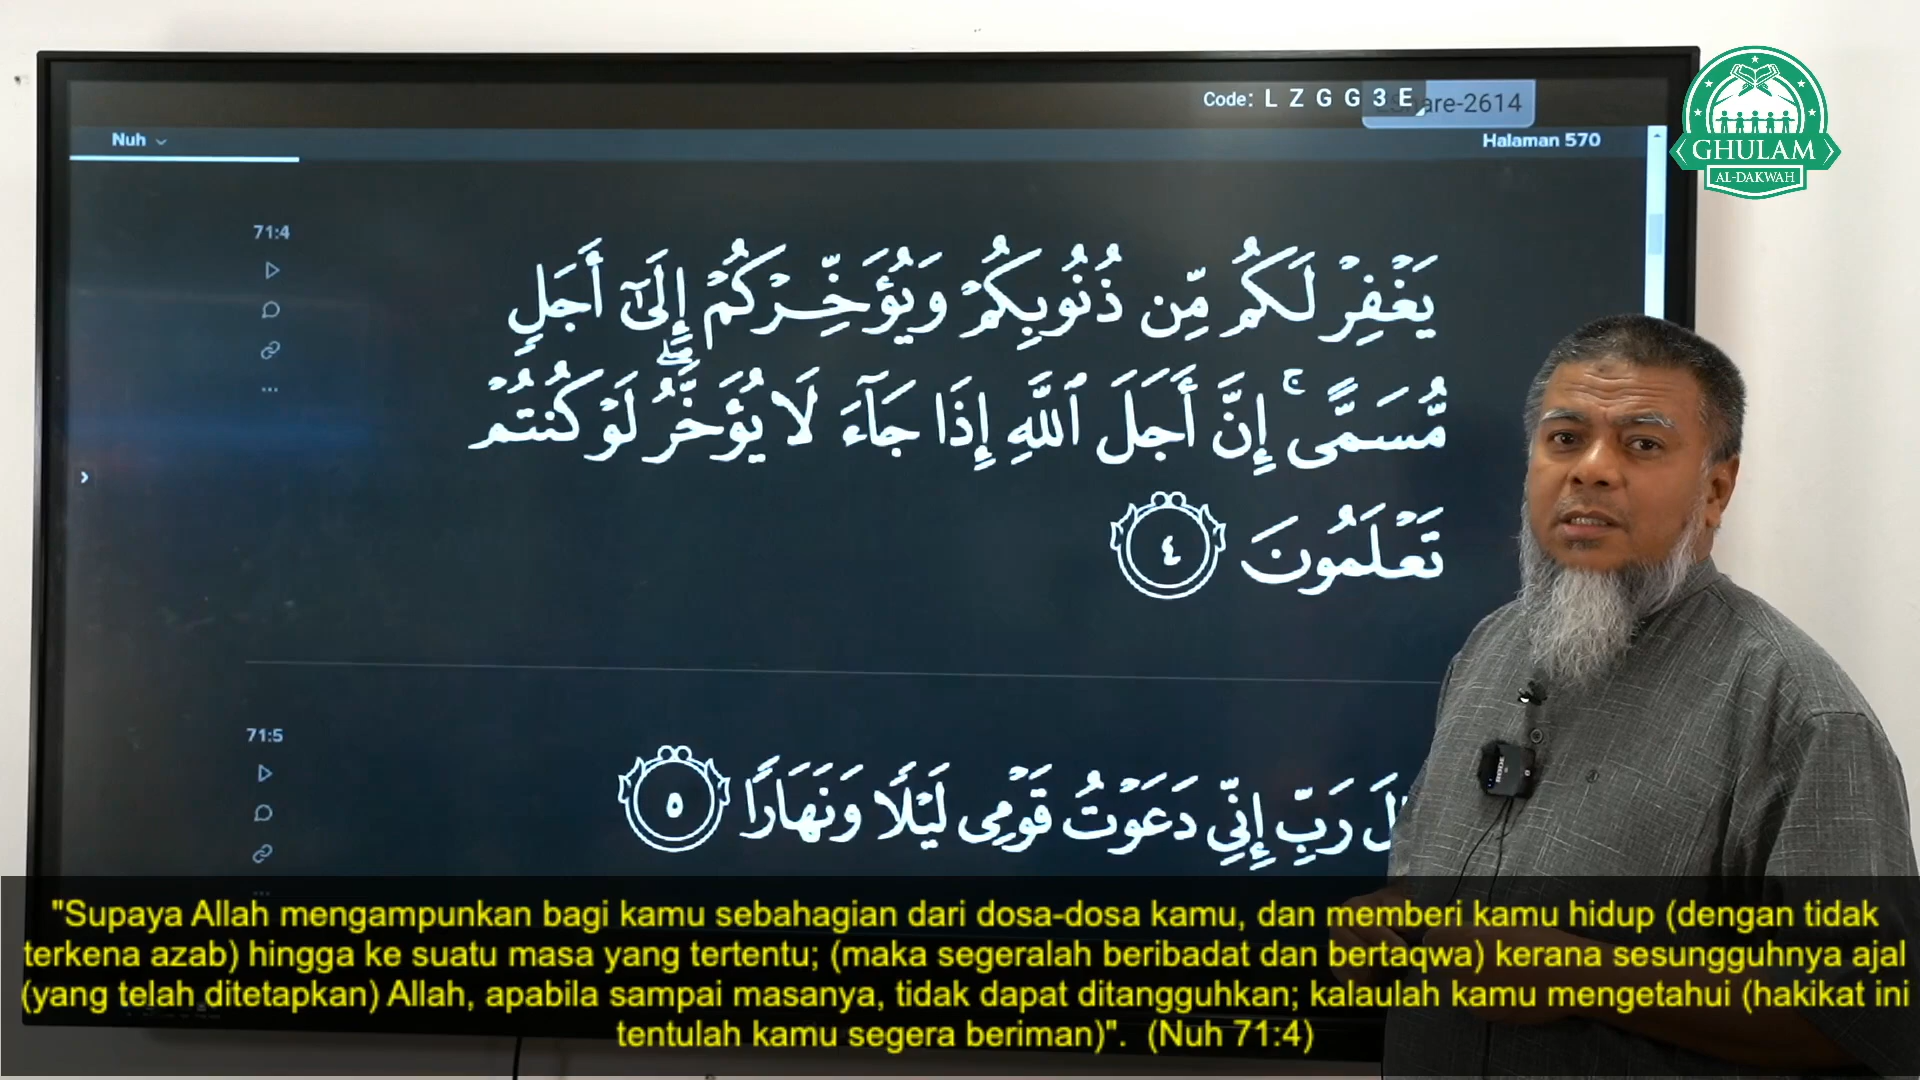 Code: L Z G G 3 E
are-2614
Nuh
Halaman 570
GHULAM
AL-DAKWAH
71:4
يَغْفِرْ لَكُم مِّن ذُنُوبِكُمْ وَيُؤَخِّرْكُمْ إِلَىٰٓ أَجَلٍ
مُّسَمًّى ۚ إِنَّ أَجَلَ ٱللَّهِ إِذَا جَآءَ لَا يُؤَخَّرُ ۖ لَوْ كُنتُمْ
تَعْلَمُونَ ٤
71:5
لَ رَبِّ إِنِّى دَعَوْتُ قَوْمِى لَيْلًا وَنَهَارًا ٥
RODE
"Supaya Allah mengampunkan bagi kamu sebahagian dari dosa-dosa kamu, dan memberi kamu hidup (dengan tidak
terkena azab) hingga ke suatu masa yang tertentu; (maka segeralah beribadat dan bertaqwa) kerana sesungguhnya ajal
(yang telah ditetapkan) Allah, apabila sampai masanya, tidak dapat ditangguhkan; kalaulah kamu mengetahui (hakikat ini
tentulah kamu segera beriman)". (Nuh 71:4)